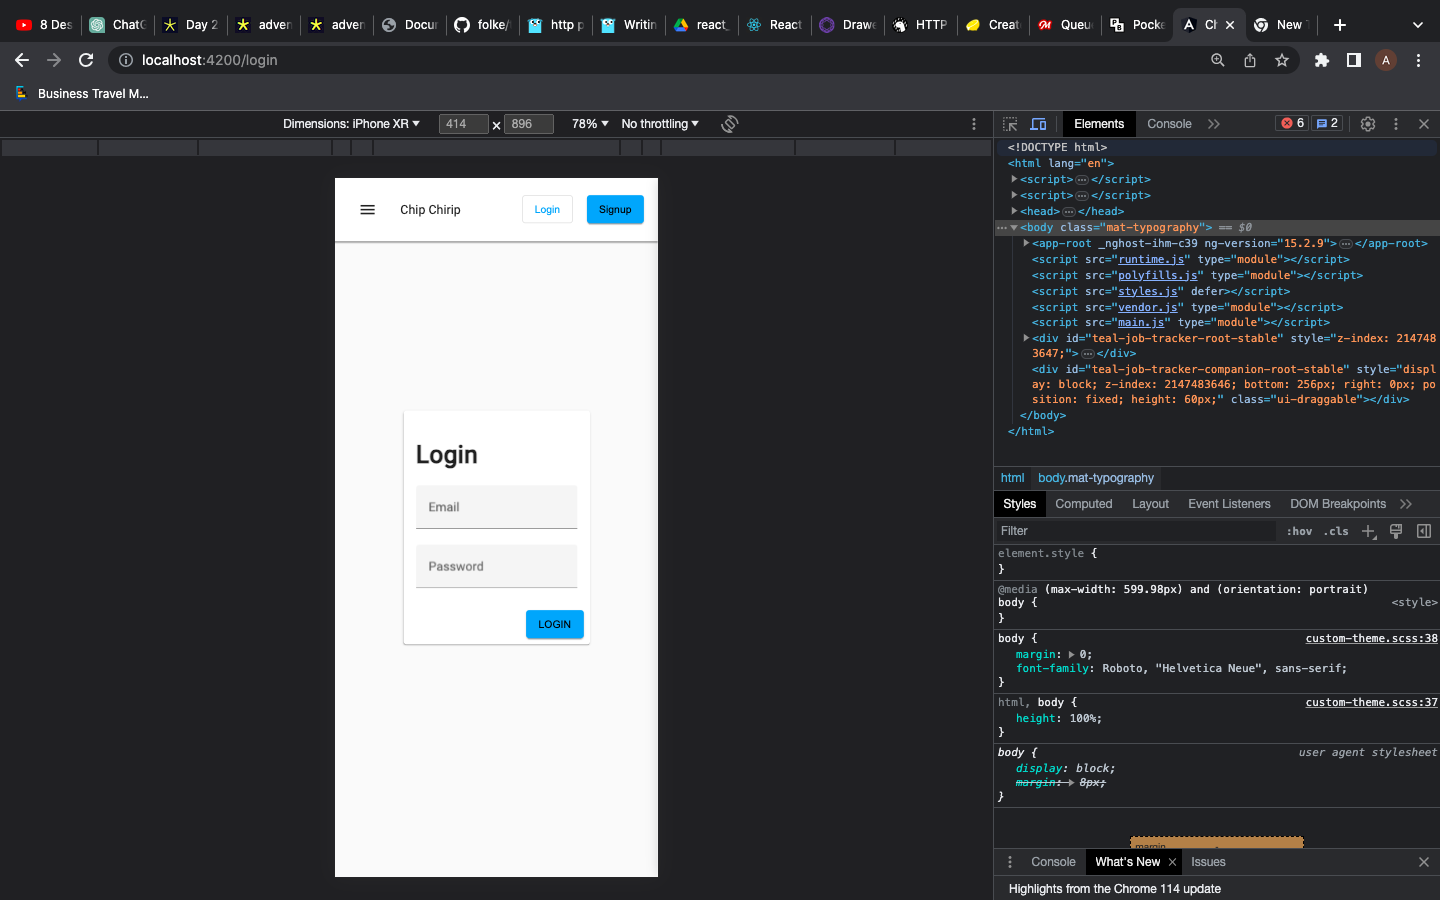 8 Des
ChatG
Day 2
adven
adven
Docur
folke/
http p
Writin
react_
React
Drawe
HTTP
Create
Queue
Pocke
Ch
New T
localhost:4200/login
A
Business Travel M...
Dimensions: iPhone XR
414
896
78%
No throttling
Elements
Console
6
2
Chip Chirip
Login
Signup
Login
Email
Password
LOGIN
<!DOCTYPE html>
<html lang="en">
<script>…</script>
<script>…</script>
<head>…</head>
<body class="mat-typography"> == $0
<app-root _nghost-ihm-c39 ng-version="15.2.9">…</app-root>
<script src="runtime.js" type="module"></script>
<script src="polyfills.js" type="module"></script>
<script src="styles.js" defer></script>
<script src="vendor.js" type="module"></script>
<script src="main.js" type="module"></script>
<div id="teal-job-tracker-root-stable" style="z-index: 214748
3647;">…</div>
<div id="teal-job-tracker-companion-root-stable" style="displ
ay: block; z-index: 2147483646; bottom: 256px; right: 0px; po
sition: fixed; height: 60px;" class="ui-draggable"></div>
</body>
</html>
html
body.mat-typography
Styles
Computed
Layout
Event Listeners
DOM Breakpoints
Filter
:hov
.cls
element.style {
}
@media (max-width: 599.98px) and (orientation: portrait)
body {
<style>
}
body {
custom-theme.scss:38
margin: 0;
font-family: Roboto, "Helvetica Neue", sans-serif;
}
html, body {
custom-theme.scss:37
height: 100%;
}
body {
user agent stylesheet
display: block;
margin: 8px;
}
margin
Console
What's New
Issues
Highlights from the Chrome 114 update